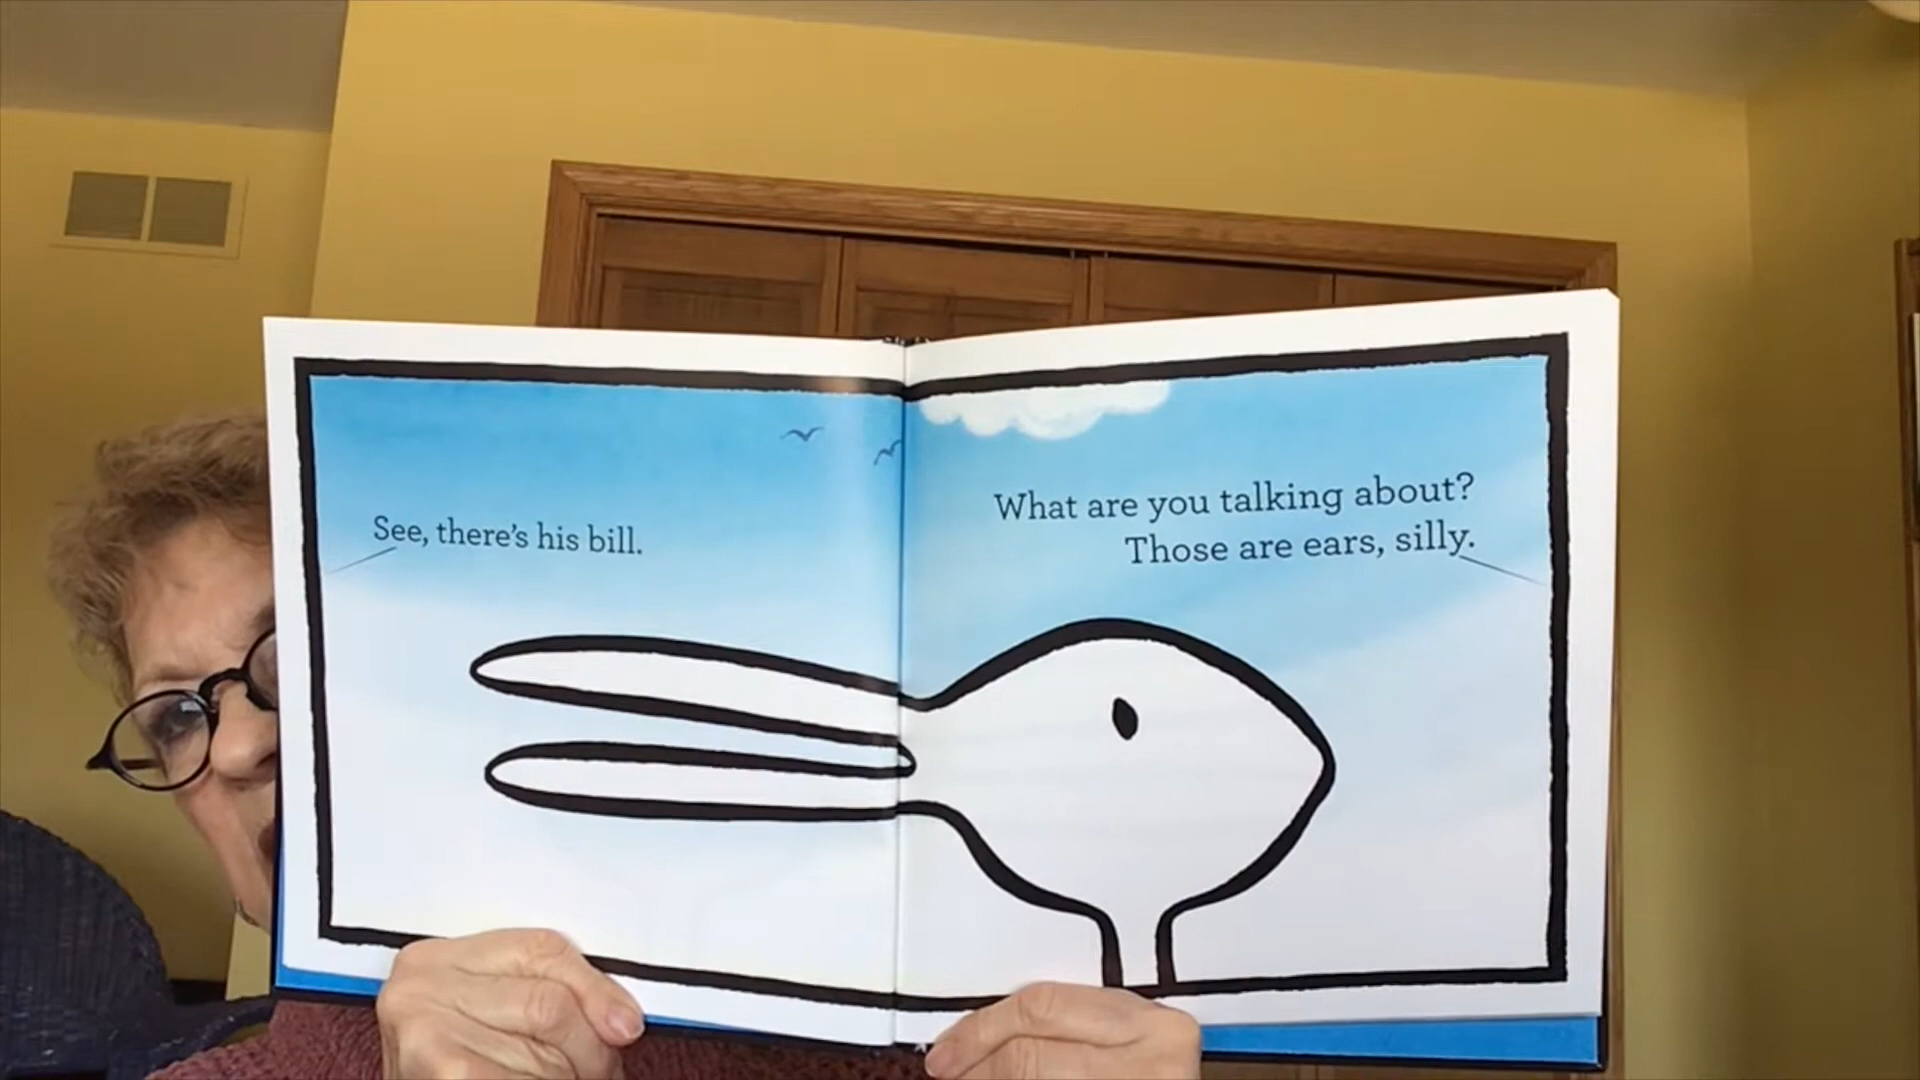 See, there's his bill.
What are you talking about?
Those are ears, silly.